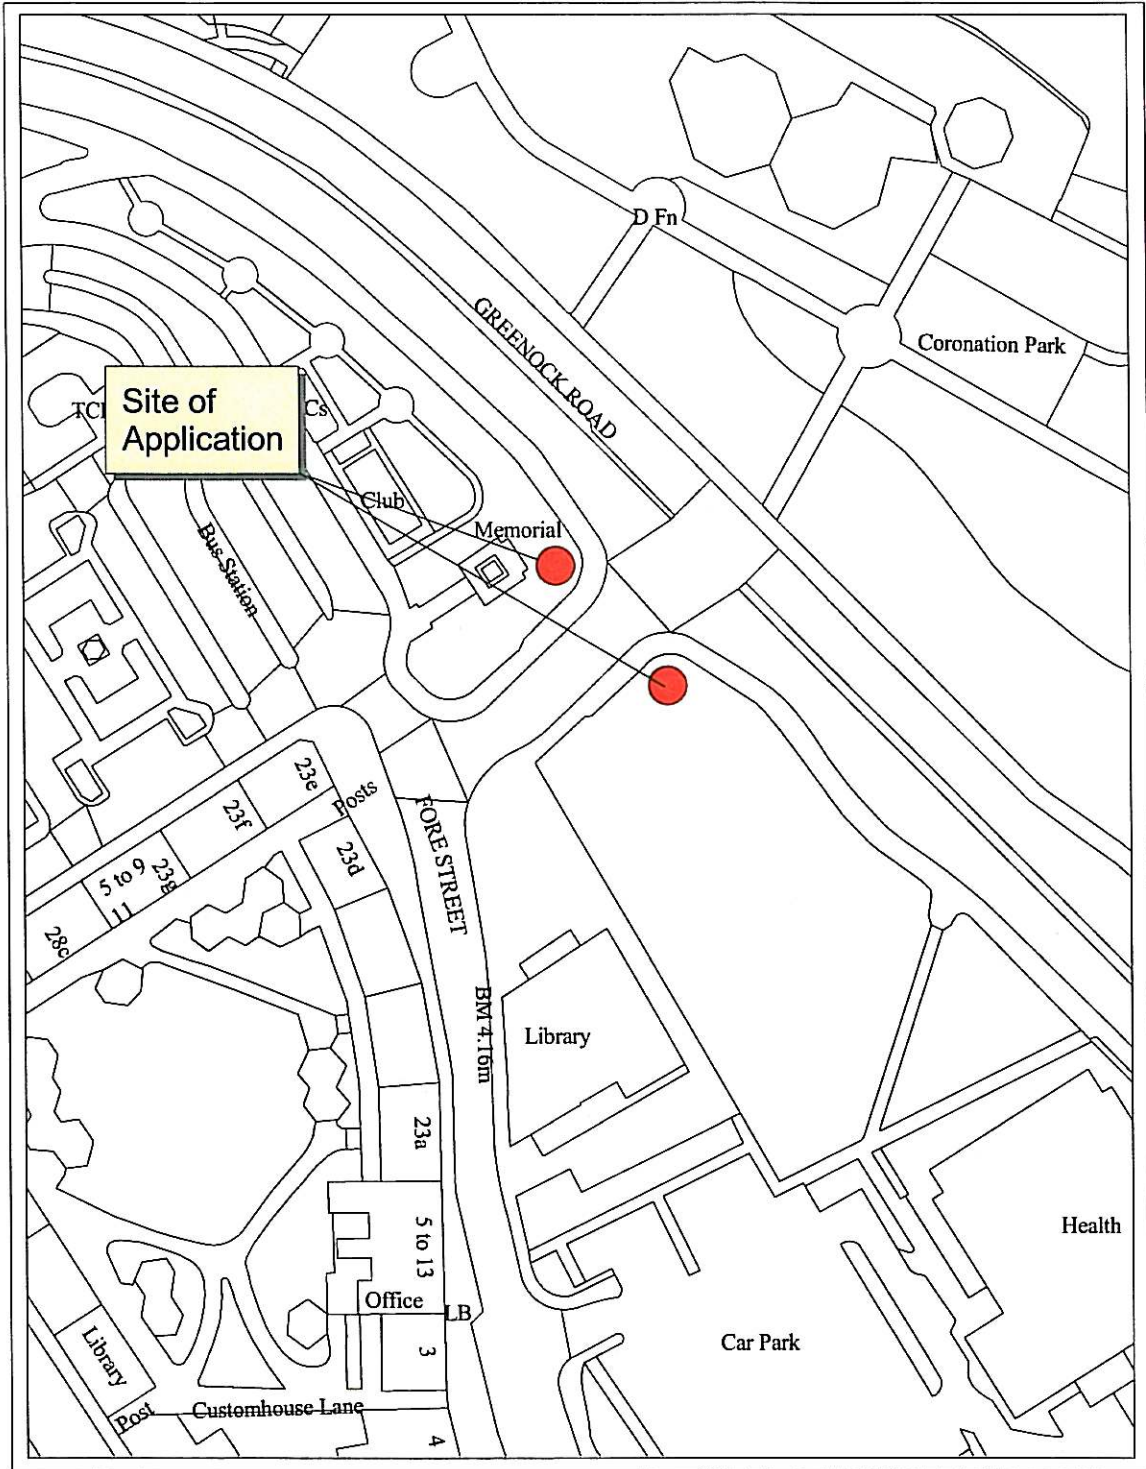 D Fn
GREENOCK ROAD
Coronation Park
Site of
Application
Cs
Club
Memorial
Bus Station
23e
Posts
23f
FORE STREET
23d
5 to 9
23g
11
28c
BM 4.16m
Library
23a
5 to 13
Health
Office
LB
Car Park
3
Library
Customhouse Lane
Post
4